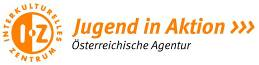 INTERKULTURELLES
IZ
ZENTRUM
Jugend in Aktion >>>
Österreichische Agentur